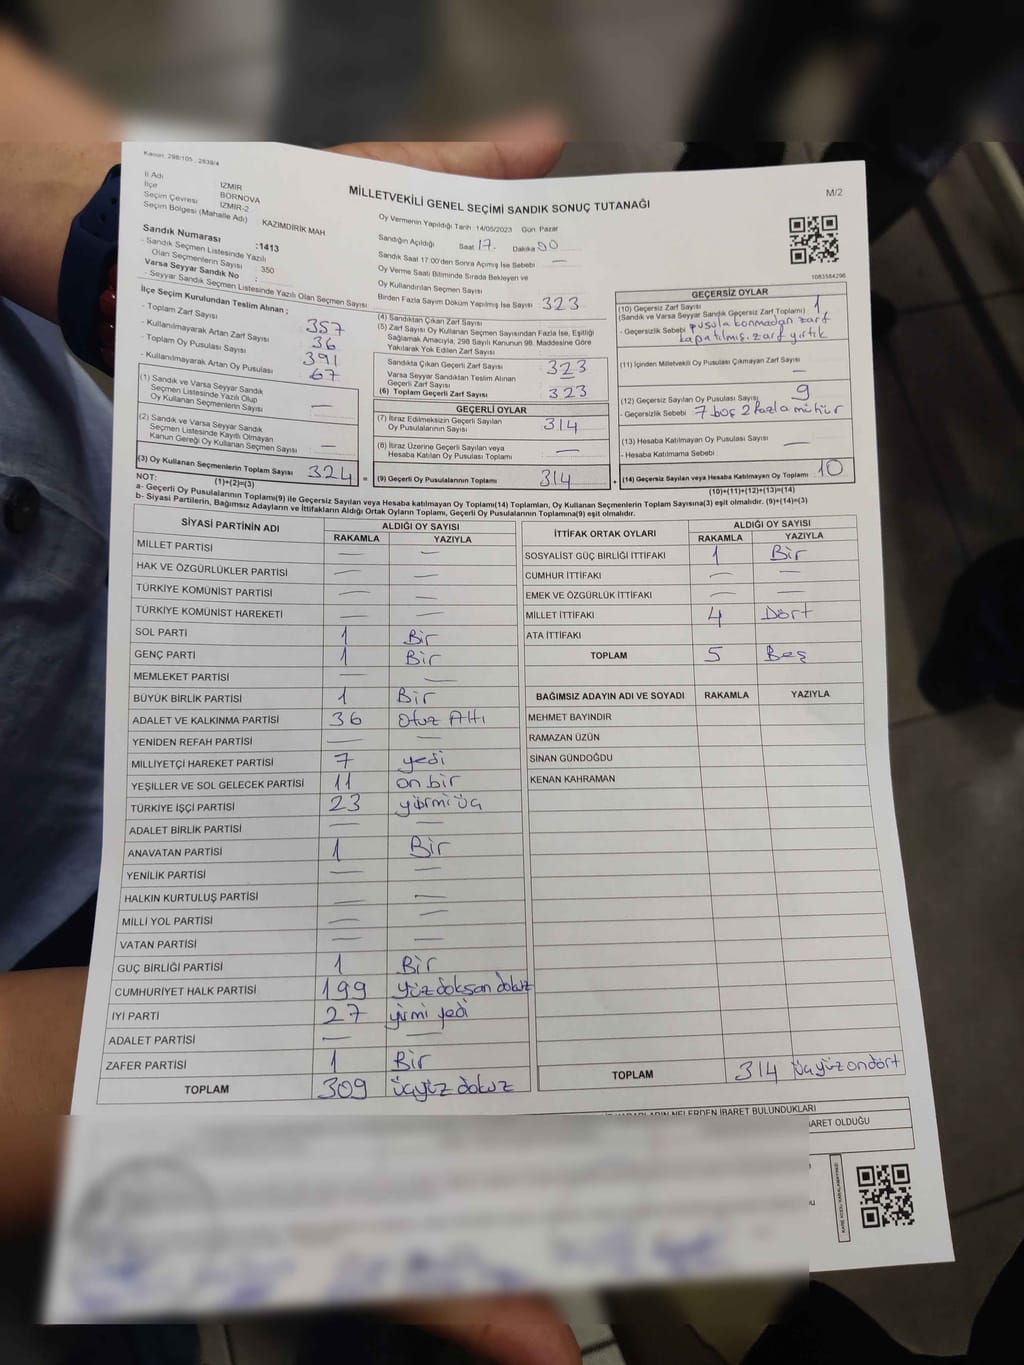 Kanun: 298/105 : 2839/4
İl Adı İZMİR
İlçe BORNOVA
Seçim Çevresi İZMİR-2
Seçim Bölgesi (Mahalle Adı) : KAZIMDİRİK MAH
Sandık Numarası :1413
- Sandık Seçmen Listesinde Yazılı
Olan Seçmenlerin Sayısı : 350
Varsa Seyyar Sandık No :
- Seyyar Sandık Seçmen Listesinde Yazılı Olan Seçmen Sayısı:
MİLLETVEKİLİ GENEL SEÇİMİ SANDIK SONUÇ TUTANAĞI
M/2
Oy Vermenin Yapıldığı Tarih: 14/05/2023 Gün: Pazar
Sandığın Açıldığı Saat 17. Dakika 00
Sandık Saat 17:00'den Sonra Açılmış İse Sebebi : —
Oy Verme Saati Bitiminde Sırada Bekleyen ve
Oy Kullandırılan Seçmen Sayısı
Birden Fazla Sayım Döküm Yapılmış İse Sayısı 323
1083584296
İlçe Seçim Kurulundan Teslim Alınan ;
- Toplam Zarf Sayısı 357
- Kullanılmayarak Artan Zarf Sayısı 36
- Toplam Oy Pusulası Sayısı 391
- Kullanılmayarak Artan Oy Pusulası 67
(1) Sandık ve Varsa Seyyar Sandık
Seçmen Listesinde Yazılı Olup
Oy Kullanan Seçmenlerin Sayısı —
(2) Sandık ve Varsa Seyyar Sandık
Seçmen Listesinde Kayıtlı Olmayan
Kanun Gereği Oy Kullanan Seçmen Sayısı —
(3) Oy Kullanan Seçmenlerin Toplam Sayısı 324
(1)+(2)=(3)
(4) Sandıktan Çıkan Zarf Sayısı
(5) Zarf Sayısı Oy Kullanan Seçmen Sayısından Fazla İse, Eşitliği
Sağlamak Amacıyla, 298 Sayılı Kanunun 98. Maddesine Göre
Yakılarak Yok Edilen Zarf Sayısı
Sandıkta Çıkan Geçerli Zarf Sayısı 323
Varsa Seyyar Sandıktan Teslim Alınan
Geçerli Zarf Sayısı
(6) Toplam Geçerli Zarf Sayısı 323
GEÇERLİ OYLAR
(7) İtiraz Edilmeksizin Geçerli Sayılan
Oy Pusulalarının Sayısı 314
(8) İtiraz Üzerine Geçerli Sayılan veya
Hesaba Katılan Oy Pusulası Toplamı —
= (9) Geçerli Oy Pusulalarının Toplamı 314
GEÇERSİZ OYLAR
(10) Geçersiz Zarf Sayısı 1
(Sandık ve Varsa Seyyar Sandık Geçersiz Zarf Toplamı)
- Geçersizlik Sebebi pusula konmadan zarf
kapatılmış. zarf yırtık
(11) İçinden Milletvekili Oy Pusulası Çıkmayan Zarf Sayısı
—
(12) Geçersiz Sayılan Oy Pusulası Sayısı 9
- Geçersizlik Sebebi 7 boş 2 fazla mühür
(13) Hesaba Katılmayan Oy Pusulası Sayısı —
- Hesaba Katılmama Sebebi :
+ (14) Geçersiz Sayılan veya Hesaba Katılmayan Oy Toplamı 10
(10)+(11)+(12)+(13)=(14)
NOT:
a- Geçerli Oy Pusulalarının Toplamı(9) ile Geçersiz Sayılan veya Hesaba katılmayan Oy Toplamı(14) Toplamları, Oy Kullanan Seçmenlerin Toplam Sayısına(3) eşit olmalıdır. (9)+(14)=(3)
b- Siyasi Partilerin, Bağımsız Adayların ve İttifakların Aldığı Ortak Oyların Toplamı, Geçerli Oy Pusulalarının Toplamına(9) eşit olmalıdır.
SİYASİ PARTİNİN ADI ALDIĞI OY SAYISI
RAKAMLA YAZIYLA
MİLLET PARTİSİ — —
HAK VE ÖZGÜRLÜKLER PARTİSİ — —
TÜRKİYE KOMÜNİST PARTİSİ — —
TÜRKİYE KOMÜNİST HAREKETİ — —
SOL PARTİ 1 Bir
GENÇ PARTİ 1 Bir
MEMLEKET PARTİSİ — —
BÜYÜK BİRLİK PARTİSİ 1 Bir
ADALET VE KALKINMA PARTİSİ 36 Otuz Altı
YENİDEN REFAH PARTİSİ — —
MİLLİYETÇİ HAREKET PARTİSİ 7 yedi
YEŞİLLER VE SOL GELECEK PARTİSİ 11 on bir
TÜRKİYE İŞÇİ PARTİSİ 23 yirmi üç
ADALET BİRLİK PARTİSİ — —
ANAVATAN PARTİSİ 1 Bir
YENİLİK PARTİSİ — —
HALKIN KURTULUŞ PARTİSİ — —
MİLLİ YOL PARTİSİ — —
VATAN PARTİSİ — —
GÜÇ BİRLİĞİ PARTİSİ 1 Bir
CUMHURİYET HALK PARTİSİ 199 yüz doksan dokuz
İYİ PARTİ 27 yirmi yedi
ADALET PARTİSİ — —
ZAFER PARTİSİ 1 Bir
TOPLAM 309 üçyüz dokuz
İTTİFAK ORTAK OYLARI ALDIĞI OY SAYISI
RAKAMLA YAZIYLA
SOSYALİST GÜÇ BİRLİĞİ İTTİFAKI 1 Bir
CUMHUR İTTİFAKI — —
EMEK VE ÖZGÜRLÜK İTTİFAKI — —
MİLLET İTTİFAKI 4 Dört
ATA İTTİFAKI
TOPLAM 5 Beş
BAĞIMSIZ ADAYIN ADI VE SOYADI RAKAMLA YAZIYLA
MEHMET BAYINDIR
RAMAZAN ÜZÜN
SİNAN GÜNDOĞDU
KENAN KAHRAMAN
TOPLAM 314 üçyüz ondört
NELERDEN İBARET BULUNDUKLARI
OLDUĞU